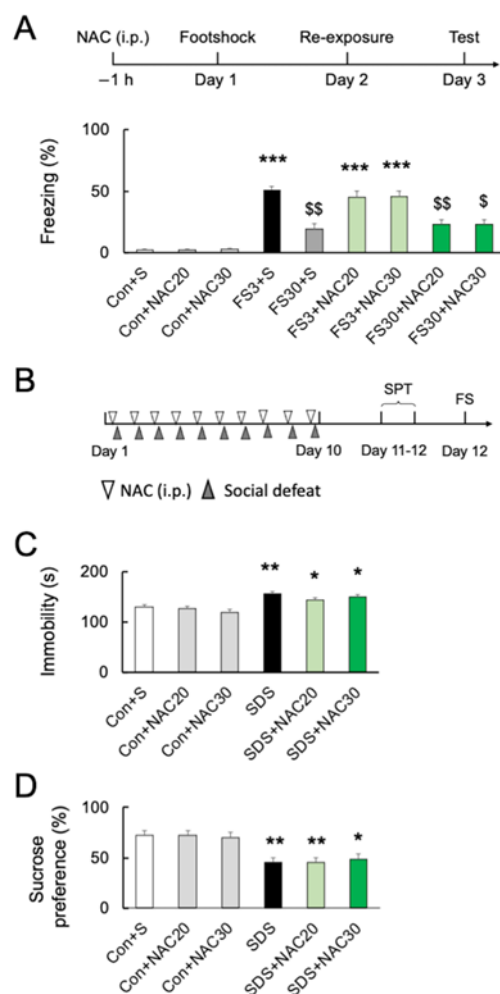 A
NAC (i.p.) Footshock Re-exposure Test
−1 h Day 1 Day 2 Day 3
Freezing (%)
100
50
0
*** $$ *** *** $$ $
Con+S Con+NAC20 Con+NAC30 FS3+S FS30+S FS3+NAC20 FS3+NAC30 FS30+NAC20 FS30+NAC30
B
SPT FS
Day 1 Day 10 Day 11-12 Day 12
NAC (i.p.) Social defeat
C
Immobility (s)
200
100
0
** * *
Con+S Con+NAC20 Con+NAC30 SDS SDS+NAC20 SDS+NAC30
D
Sucrose
preference (%)
100
50
0
** ** *
Con+S Con+NAC20 Con+NAC30 SDS SDS+NAC20 SDS+NAC30